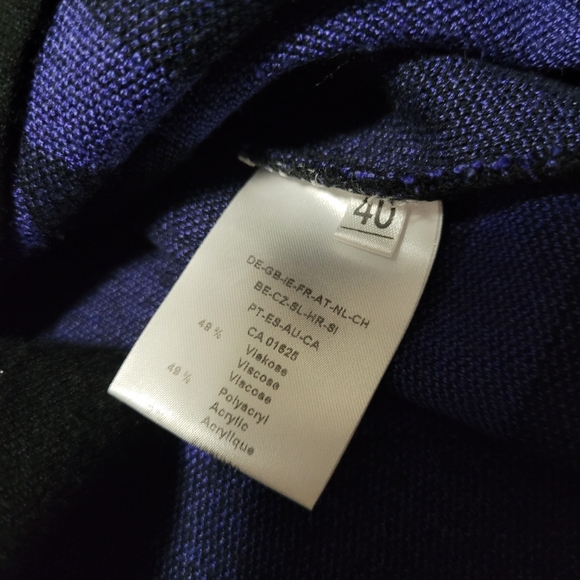 40
DE-GB-IE-FR-AT-NL-CH
BE-CZ-SL-HR-SI
PT-ES-AU-CA
CA 01625
49 % Viskose
Viscose
Viscose
49 % Polyacryl
Acrylic
Acrylique